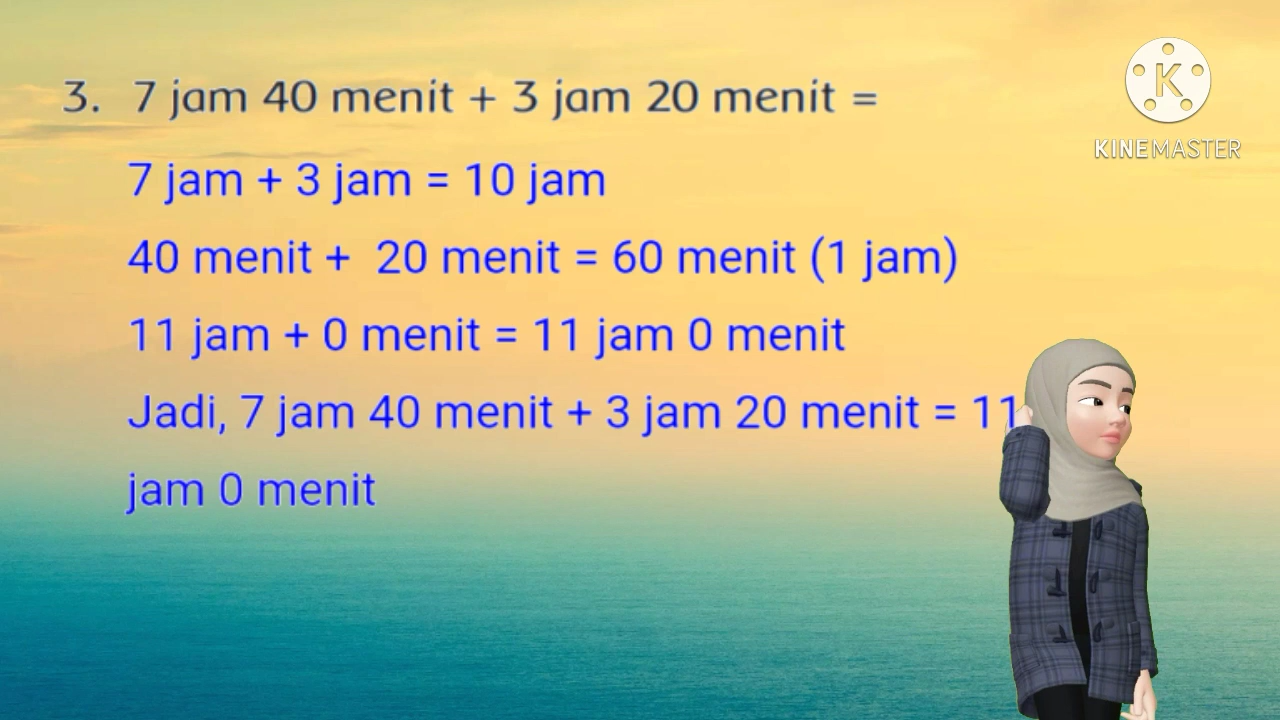 3. 7 jam 40 menit + 3 jam 20 menit =
K
KINEMASTER
7 jam + 3 jam = 10 jam
40 menit + 20 menit = 60 menit (1 jam)
11 jam + 0 menit = 11 jam 0 menit
Jadi, 7 jam 40 menit + 3 jam 20 menit = 11
jam 0 menit